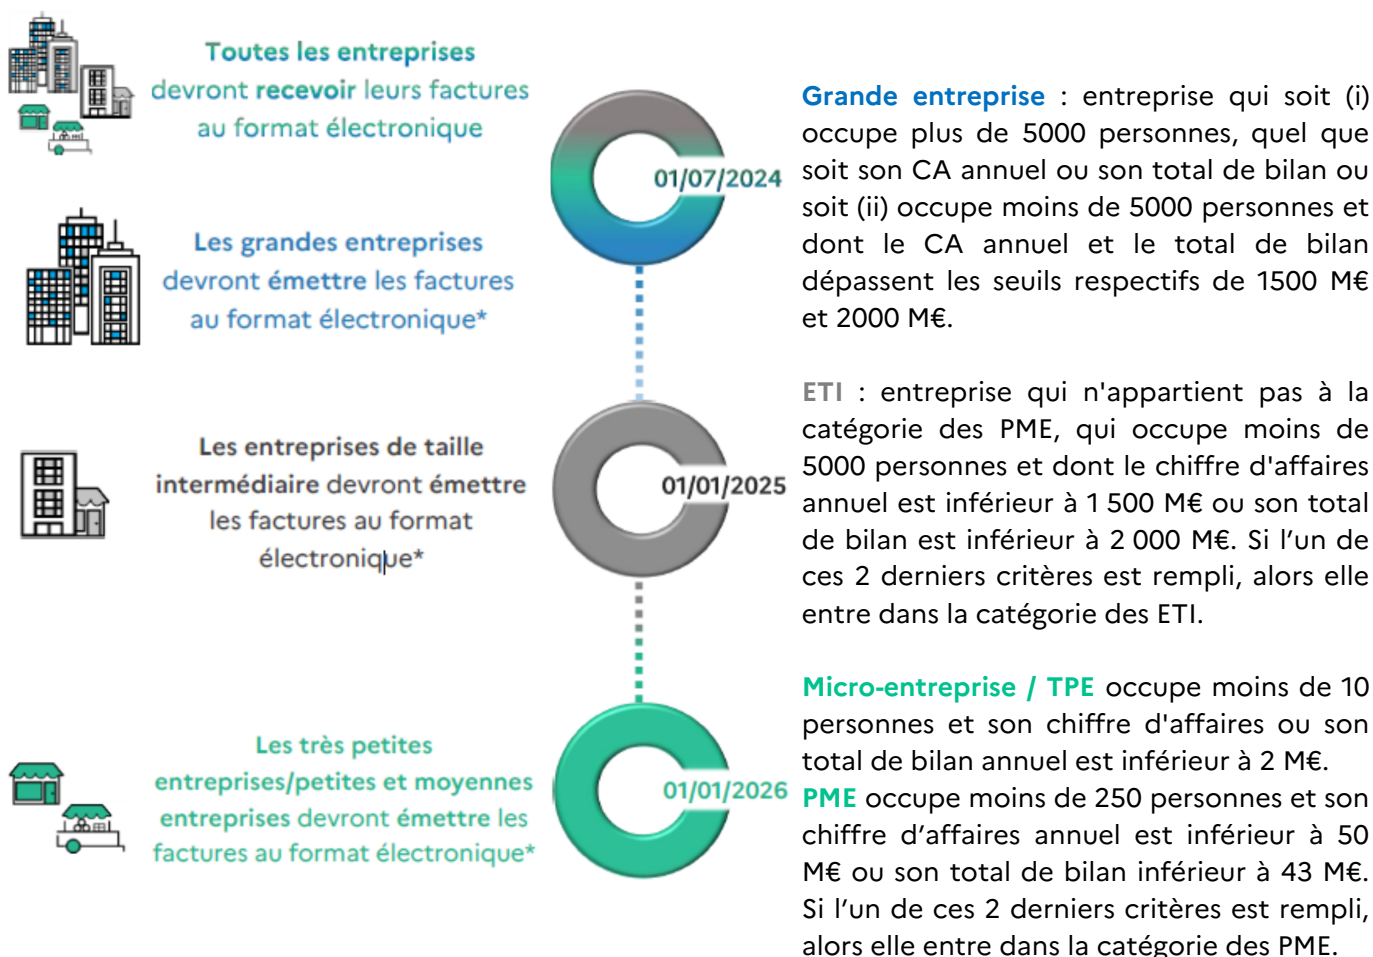 Toutes les entreprises
devront recevoir leurs factures
au format électronique
01/07/2024
Les grandes entreprises
devront émettre les factures
au format électronique*
Les entreprises de taille
intermédiaire devront émettre
les factures au format
électronique*
01/01/2025
Les très petites
entreprises/petites et moyennes
entreprises devront émettre les
factures au format électronique*
01/01/2026
Grande entreprise : entreprise qui soit (i)
occupe plus de 5000 personnes, quel que
soit son CA annuel ou son total de bilan ou
soit (ii) occupe moins de 5000 personnes et
dont le CA annuel et le total de bilan
dépassent les seuils respectifs de 1500 M€
et 2000 M€.
ETI : entreprise qui n'appartient pas à la
catégorie des PME, qui occupe moins de
5000 personnes et dont le chiffre d'affaires
annuel est inférieur à 1 500 M€ ou son total
de bilan est inférieur à 2 000 M€. Si l’un de
ces 2 derniers critères est rempli, alors elle
entre dans la catégorie des ETI.
Micro-entreprise / TPE occupe moins de 10
personnes et son chiffre d'affaires ou son
total de bilan annuel est inférieur à 2 M€.
PME occupe moins de 250 personnes et son
chiffre d’affaires annuel est inférieur à 50
M€ ou son total de bilan inférieur à 43 M€.
Si l’un de ces 2 derniers critères est rempli,
alors elle entre dans la catégorie des PME.